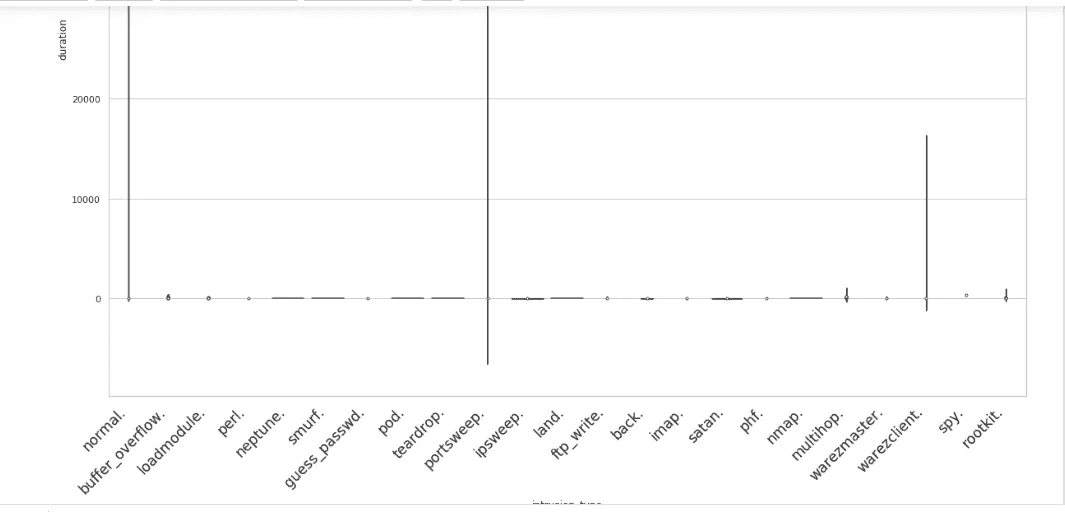 duration
20000
10000
0
normal.
buffer_overflow.
loadmodule.
perl.
neptune.
smurf.
guess_passwd.
pod.
teardrop.
portsweep.
ipsweep.
land.
ftp_write.
back.
imap.
satan.
phf.
nmap.
multihop.
warezmaster.
warezclient.
spy.
rootkit.